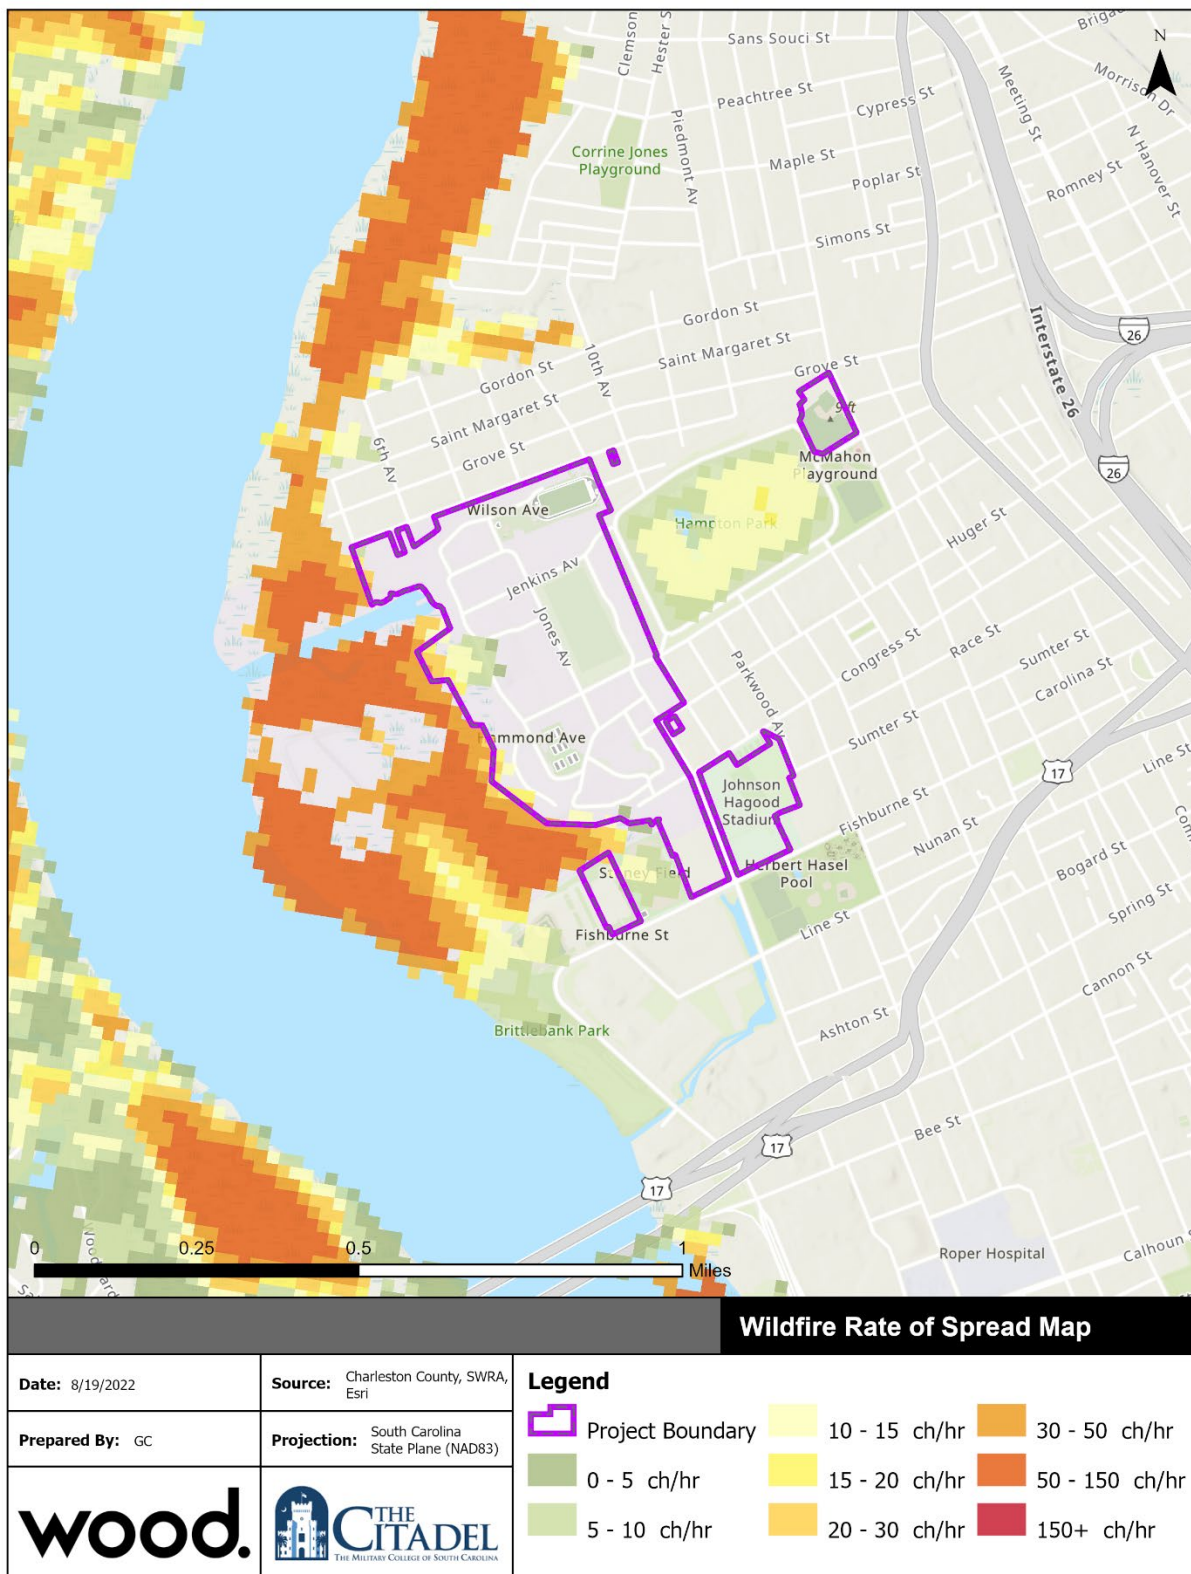 Clemson
Hester S
Sans Souci St
Brigad
N
Meeting St
Morrison Dr
Peachtree St
Cypress St
Piedmont Av
N Hanover St
Corrine Jones
Playground
Maple St
Poplar St
Romney St
Simons St
Gordon St
Interstate 26
26
10th Av
Saint Margaret St
Grove St
Gordon St
Saint Margaret St
9 ft
6th Av
Grove St
McMahon
Playground
26
Wilson Ave
Hampton Park
Huger St
Jenkins Av
Jones Av
Parkwood Av
Congress St
Race St
Sumter St
Carolina St
Hammond Ave
Sumter St
Line St
17
Johnson
Hagood
Stadium
Fishburne St
Nunan St
Stoney Field
Herbert Hasel
Pool
Bogard St
Spring St
Fishburne St
Line St
Cannon St
Brittlebank Park
Ashton St
Bee St
17
17
Roper Hospital
Calhoun S
0 0.25 0.5 1
Miles
Wildfire Rate of Spread Map
Date: 8/19/2022
Source: Charleston County, SWRA,
Esri
Prepared By: GC
Projection: South Carolina
State Plane (NAD83)
wood.
THE
CITADEL
THE MILITARY COLLEGE OF SOUTH CAROLINA
Legend
Project Boundary
0 - 5 ch/hr
5 - 10 ch/hr
10 - 15 ch/hr
15 - 20 ch/hr
20 - 30 ch/hr
30 - 50 ch/hr
50 - 150 ch/hr
150+ ch/hr